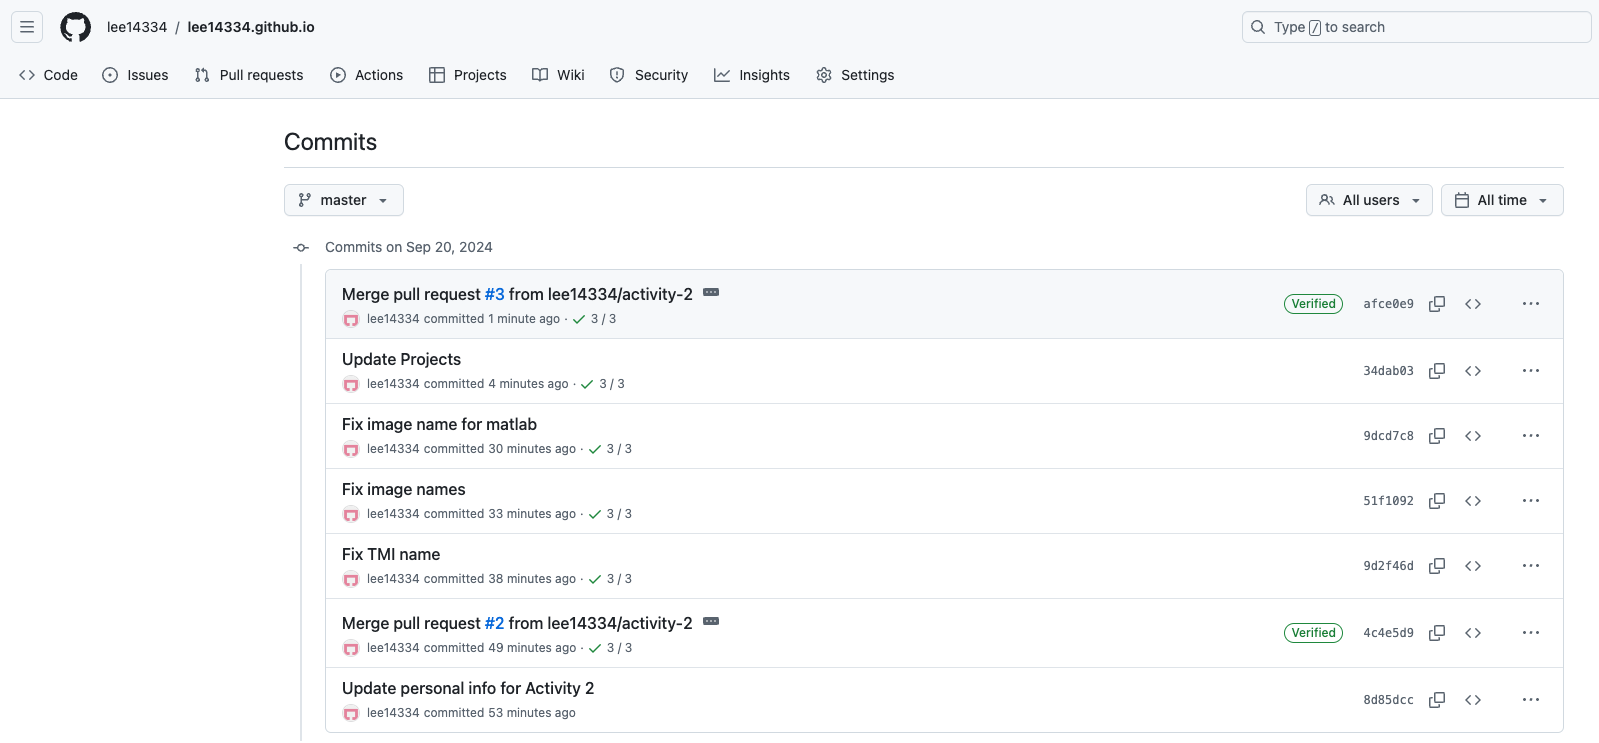 lee14334 / lee14334.github.io
Type / to search
Code Issues Pull requests Actions Projects Wiki Security Insights Settings
Commits
master
All users All time
Commits on Sep 20, 2024
Merge pull request #3 from lee14334/activity-2
lee14334 committed 1 minute ago · 3 / 3
Verified afce0e9
Update Projects
lee14334 committed 4 minutes ago · 3 / 3
34dab03
Fix image name for matlab
lee14334 committed 30 minutes ago · 3 / 3
9dcd7c8
Fix image names
lee14334 committed 33 minutes ago · 3 / 3
51f1092
Fix TMI name
lee14334 committed 38 minutes ago · 3 / 3
9d2f46d
Merge pull request #2 from lee14334/activity-2
lee14334 committed 49 minutes ago · 3 / 3
Verified 4c4e5d9
Update personal info for Activity 2
lee14334 committed 53 minutes ago
8d85dcc